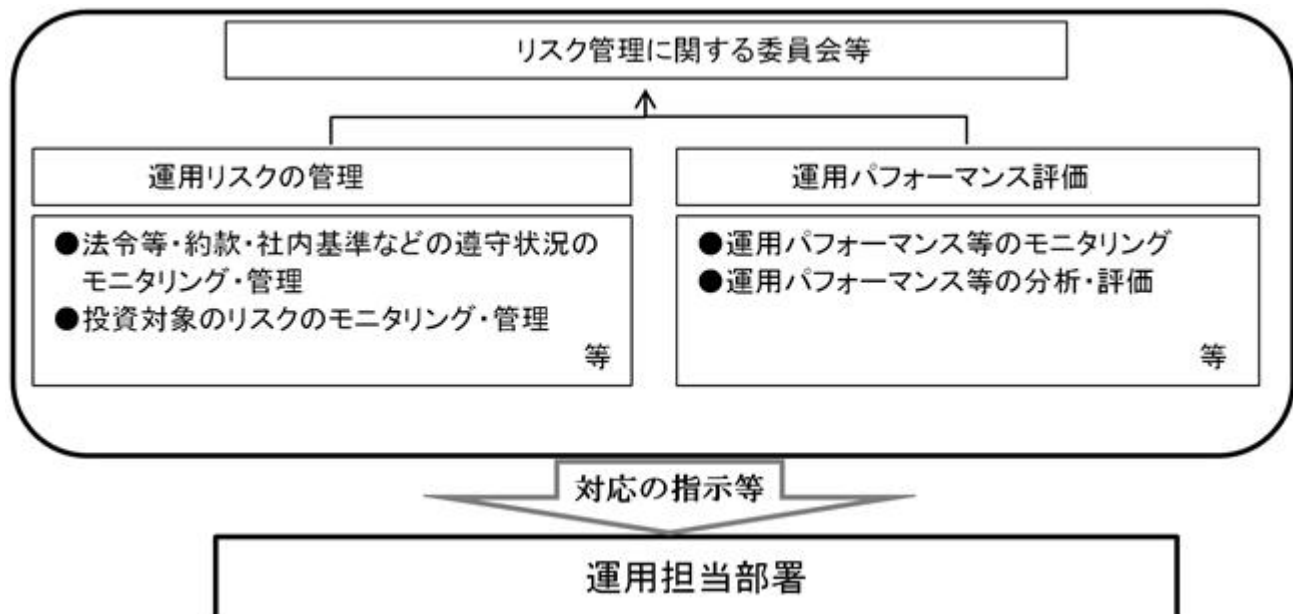 リスク管理に関する委員会等
運用リスクの管理
●法令等・約款・社内基準などの遵守状況の
モニタリング・管理
●投資対象のリスクのモニタリング・管理
等
運用パフォーマンス評価
●運用パフォーマンス等のモニタリング
●運用パフォーマンス等の分析・評価
等
対応の指示等
運用担当部署